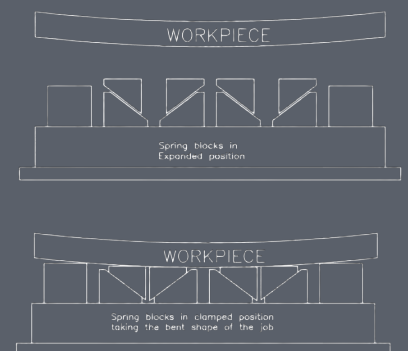 WORKPIECE
Spring blocks in
Expanded position
WORKPIECE
Spring blocks in clamped position
taking the bent shape of the job